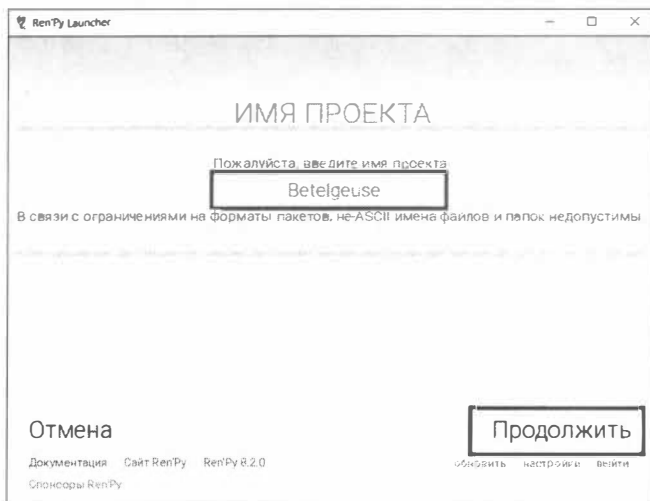 Ren'Py Launcher
ИМЯ ПРОЕКТА
Пожалуйста, введите имя проекта
Betelgeuse
В связи с ограничениями на форматы пакетов, не-ASCII имена файлов и папок недопустимы
Отмена Продолжить
Документация Сайт Ren'Py Ren'Py 8.2.0 обновить настройки выйти
Спонсоры Ren'Py